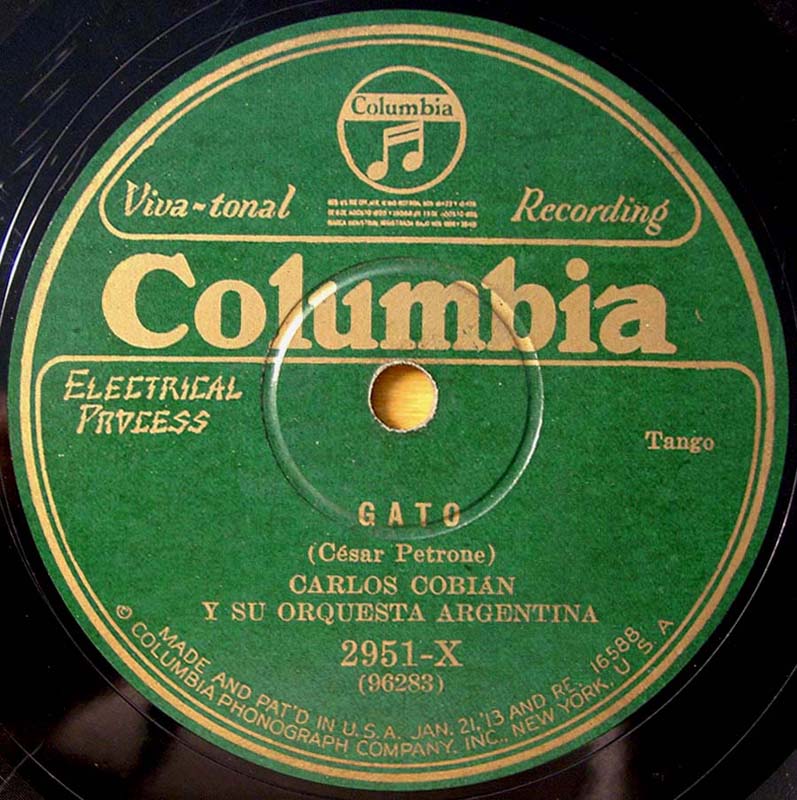 Columbia
Viva-tonal Recording
Columbia
ELECTRICAL
PROCESS
Tango
GATO
(César Petrone)
CARLOS COBIÁN
Y SU ORQUESTA ARGENTINA
2951-X
(96283)
MADE AND PAT'D IN U.S.A. JAN. 21,'13 AND RE. 16588
© COLUMBIA PHONOGRAPH COMPANY, INC., NEW YORK, U S A